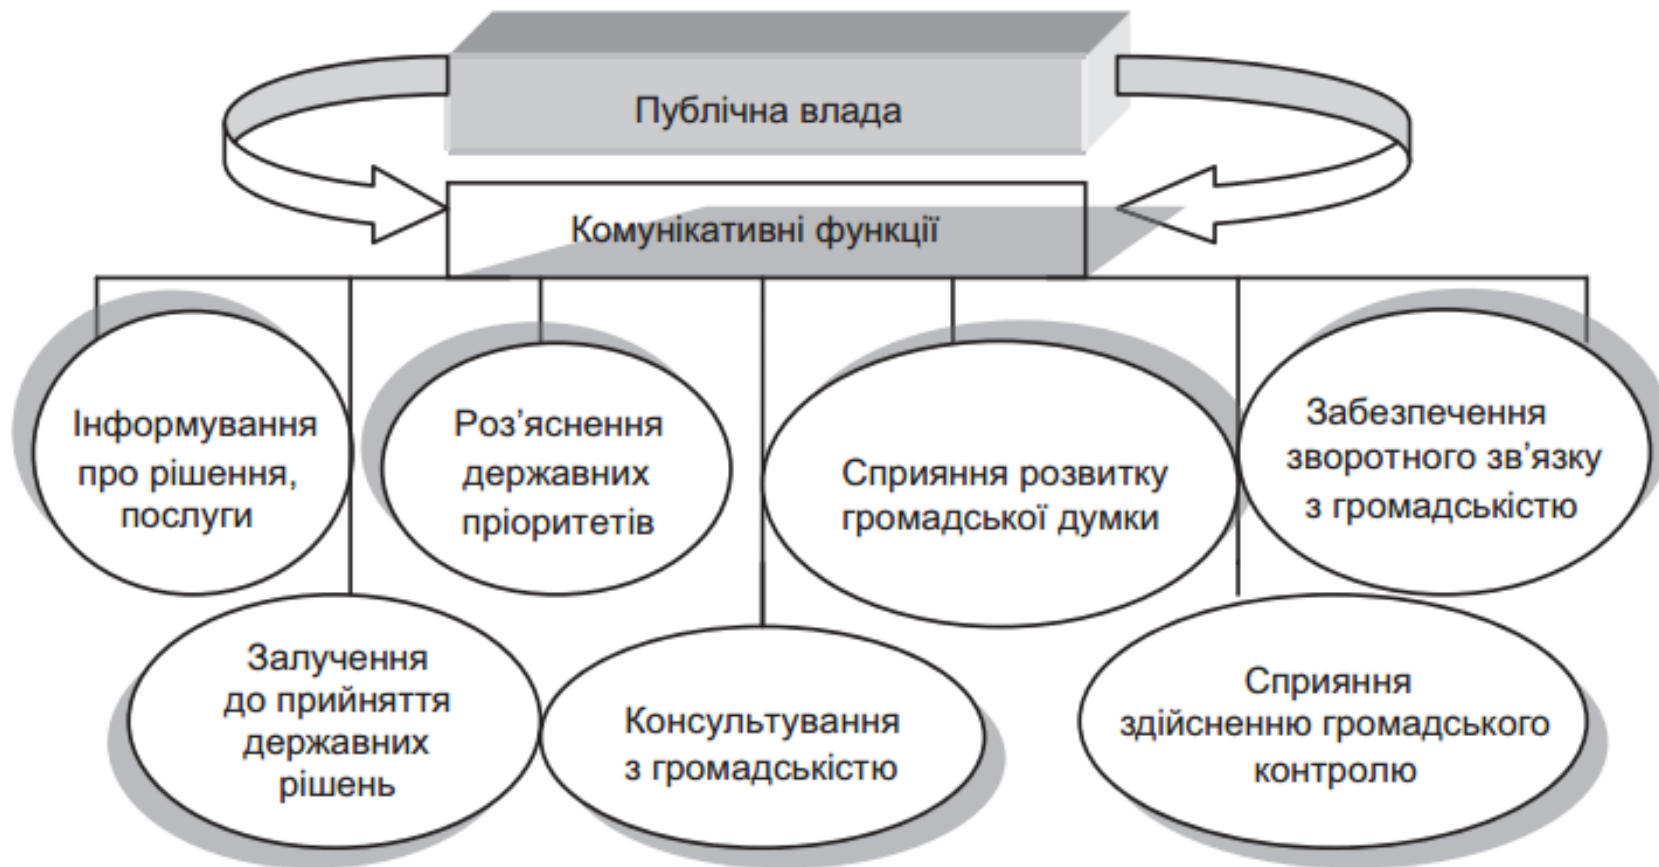 Публічна влада
Комунікативні функції
Інформування
про рішення,
послуги
Роз’яснення
державних
пріоритетів
Сприяння розвитку
громадської думки
Забезпечення
зворотного зв’язку
з громадськістю
Залучення
до прийняття
державних
рішень
Консультування
з громадськістю
Сприяння
здійсненню громадського
контролю